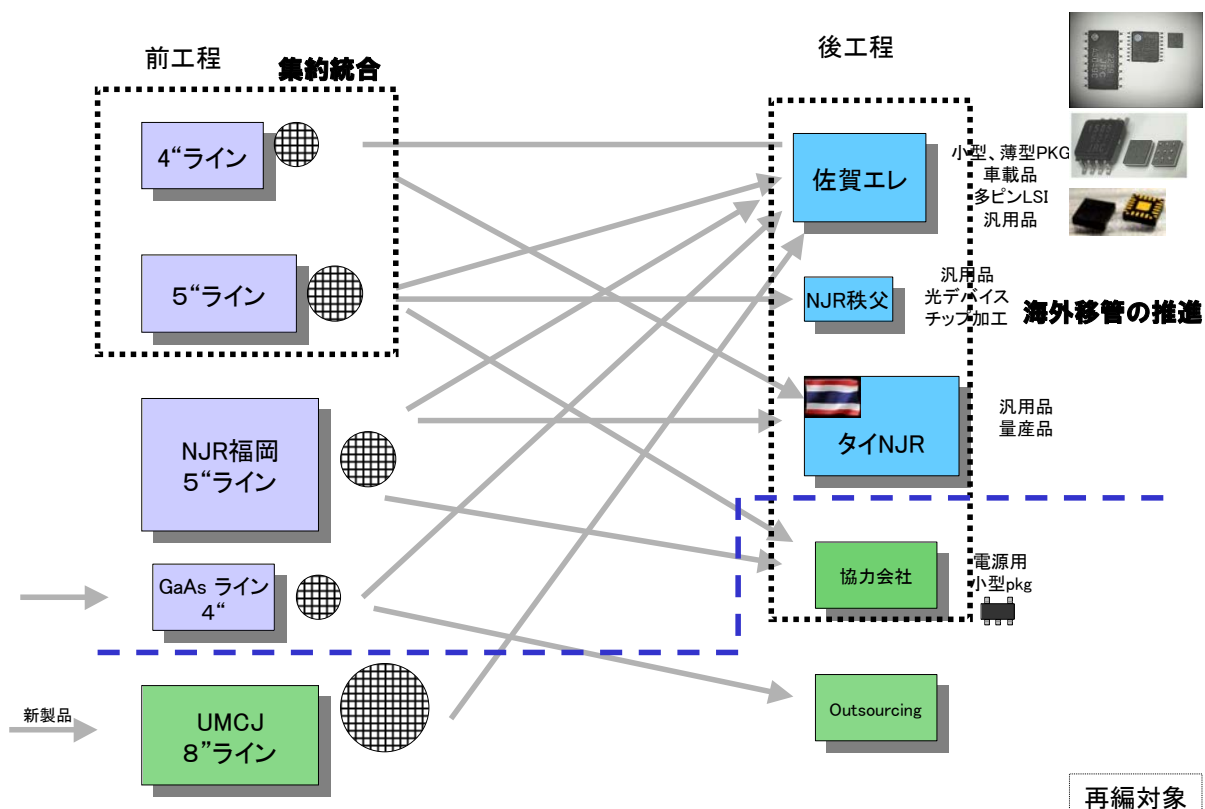 前工程
集約統合
後工程
4“ライン
5“ライン
NJR福岡
5“ライン
GaAs ライン
4“
新製品
UMCJ
8”ライン
佐賀エレ
小型、薄型PKG
車載品
多ピンLSI
汎用品
NJR秩父
汎用品
光デバイス
チップ加工
海外移管の推進
タイNJR
汎用品
量産品
協力会社
電源用
小型pkg
Outsourcing
再編対象